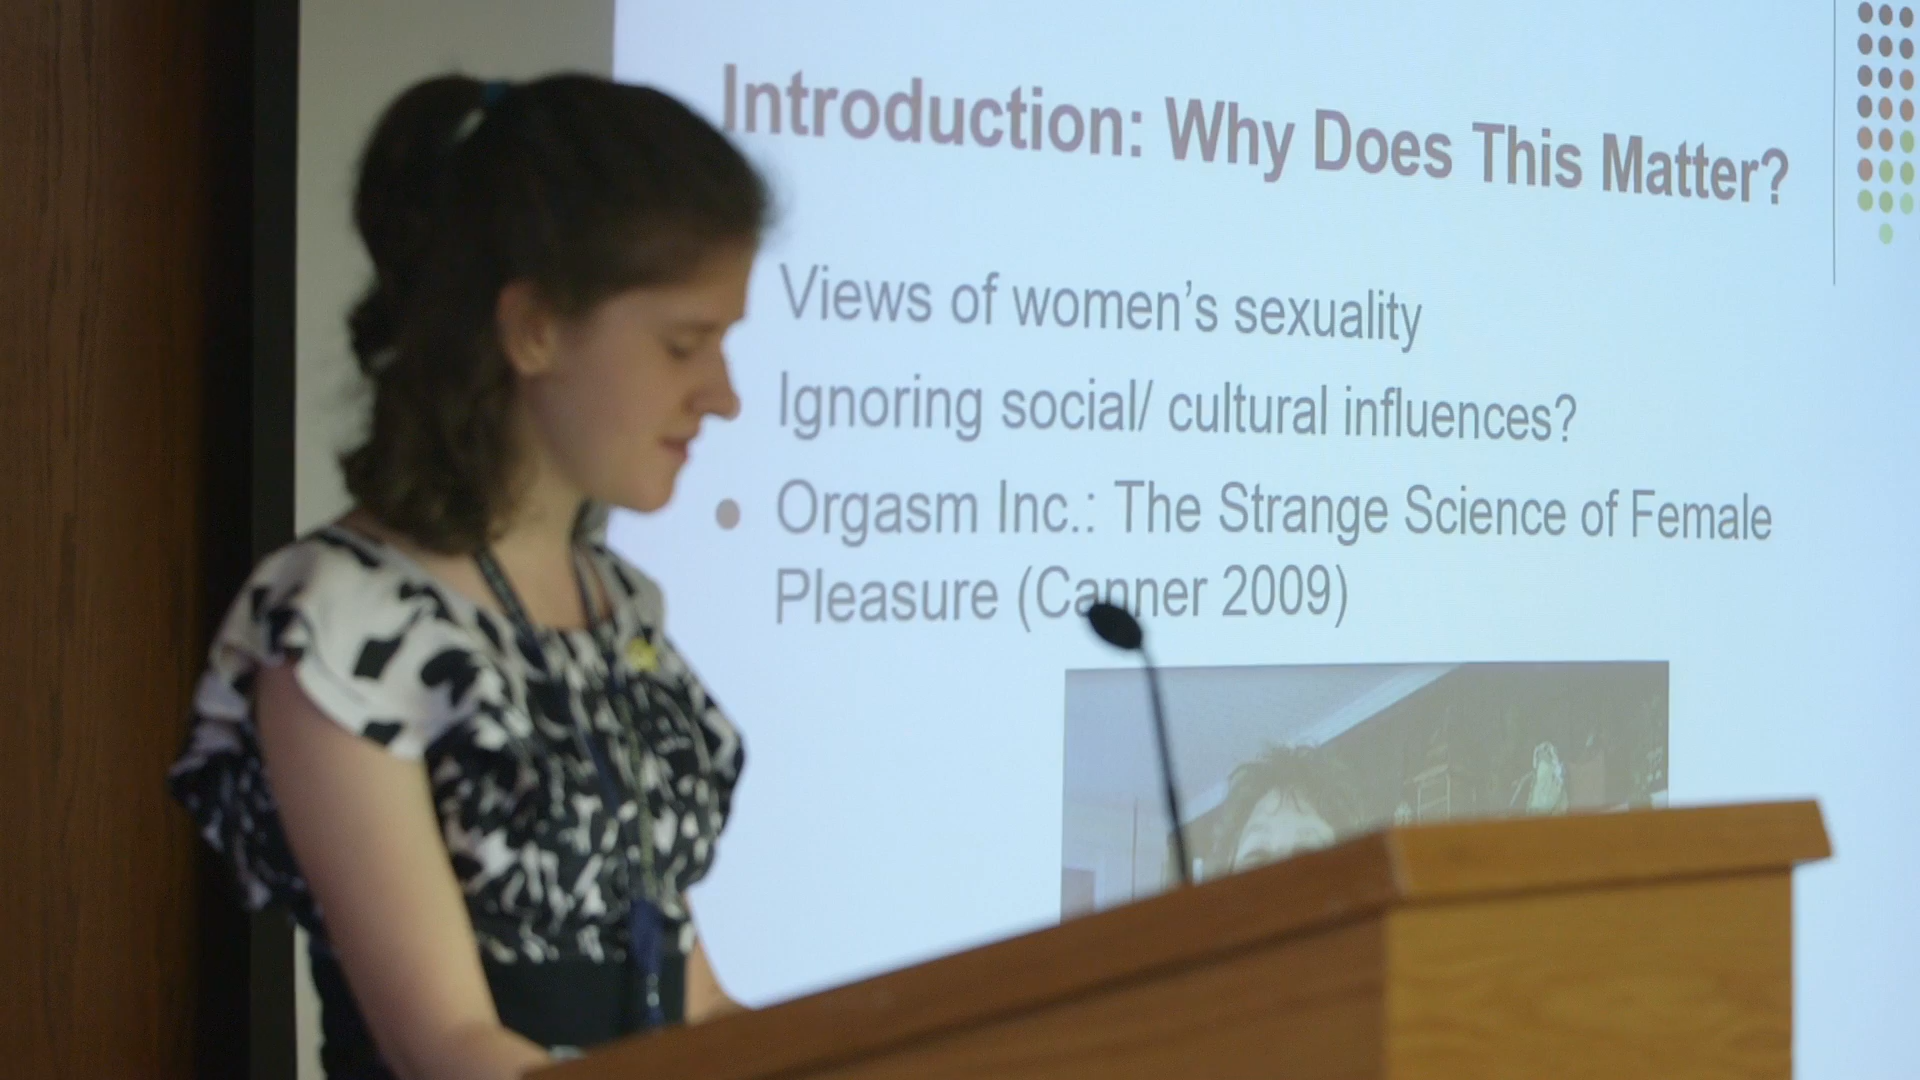 Introduction: Why Does This Matter?
Views of women's sexuality
Ignoring social/ cultural influences?
Orgasm Inc.: The Strange Science of Female
Pleasure (Canner 2009)